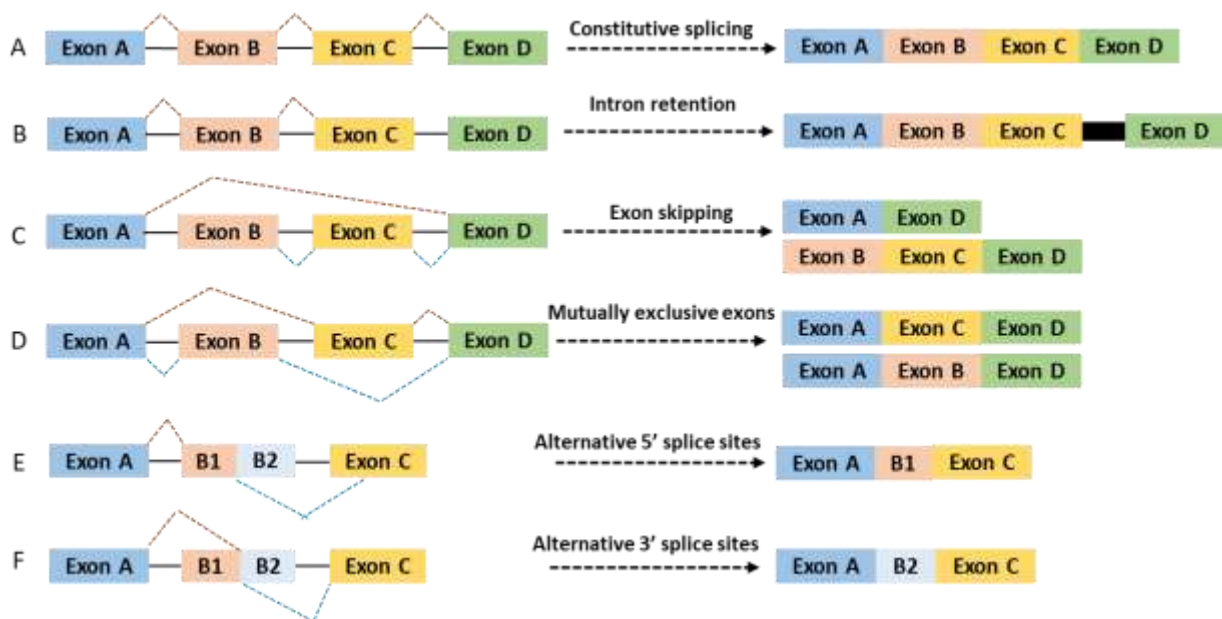 A Exon A Exon B Exon C Exon D Constitutive splicing Exon A Exon B Exon C Exon D
B Exon A Exon B Exon C Exon D Intron retention Exon A Exon B Exon C Exon D
C Exon A Exon B Exon C Exon D Exon skipping Exon A Exon D
Exon B Exon C Exon D
D Exon A Exon B Exon C Exon D Mutually exclusive exons Exon A Exon C Exon D
Exon A Exon B Exon D
E Exon A B1 B2 Exon C Alternative 5' splice sites Exon A B1 Exon C
F Exon A B1 B2 Exon C Alternative 3' splice sites Exon A B2 Exon C